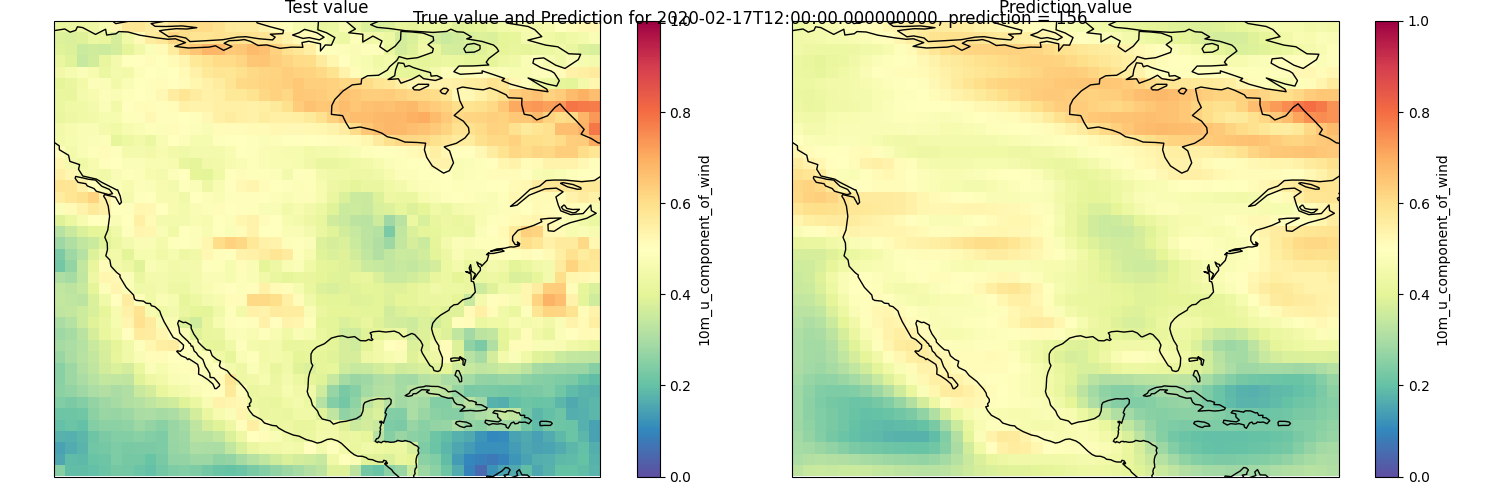 True value and Prediction for 2020-02-17T12:00:00.000000000, prediction = 156
Test value
Prediction value
1.0
0.8
0.6
0.4
0.2
0.0
10m_u_component_of_wind
1.0
0.8
0.6
0.4
0.2
0.0
10m_u_component_of_wind